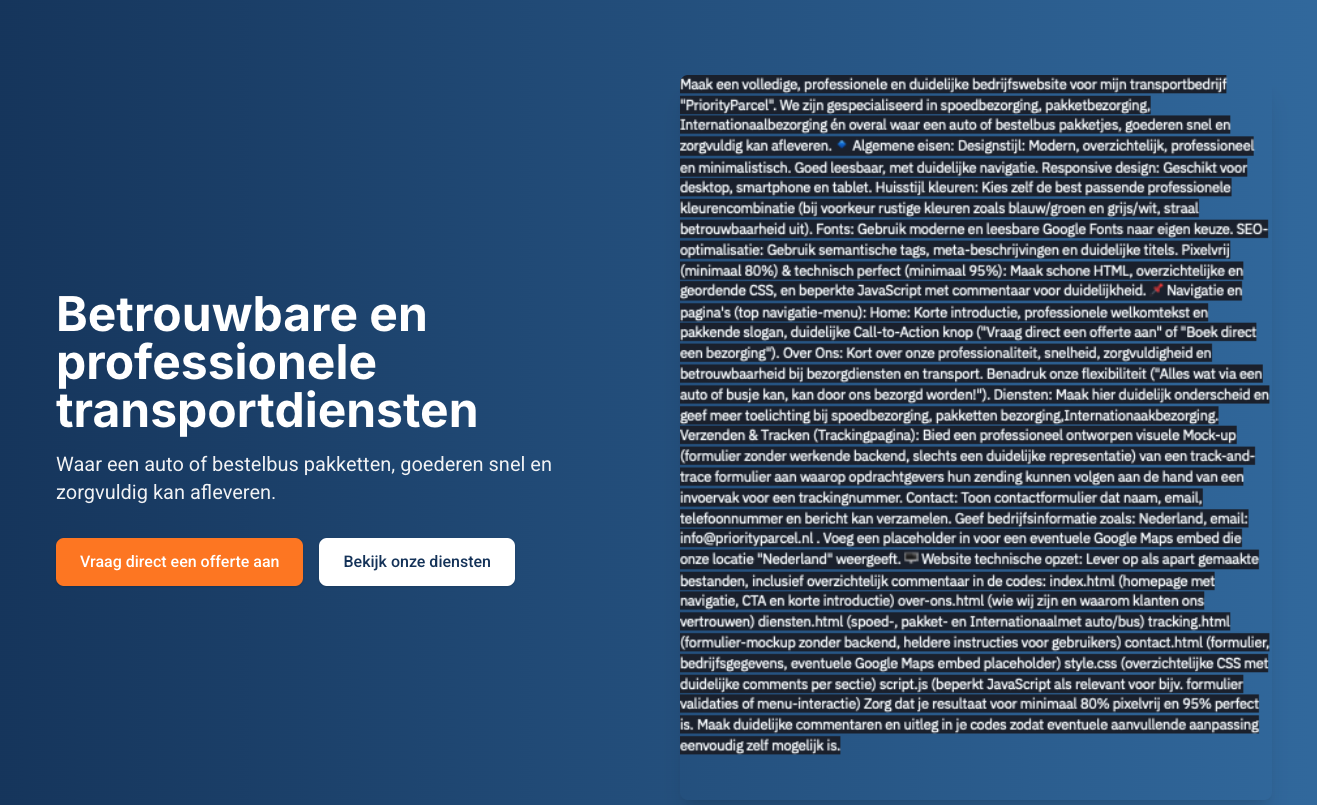 Betrouwbare en
professionele
transportdiensten
Waar een auto of bestelbus pakketten, goederen snel en
zorgvuldig kan afleveren.
Vraag direct een offerte aan
Bekijk onze diensten
Maak een volledige, professionele en duidelijke bedrijfswebsite voor mijn transportbedrijf
"PriorityParcel". We zijn gespecialiseerd in spoedbezorging, pakketbezorging,
Internationaalbezorging én overal waar een auto of bestelbus pakketjes, goederen snel en
zorgvuldig kan afleveren. 🔹 Algemene eisen: Designstijl: Modern, overzichtelijk, professioneel
en minimalistisch. Goed leesbaar, met duidelijke navigatie. Responsive design: Geschikt voor
desktop, smartphone en tablet. Huisstijl kleuren: Kies zelf de best passende professionele
kleurencombinatie (bij voorkeur rustige kleuren zoals blauw/groen en grijs/wit, straal
betrouwbaarheid uit). Fonts: Gebruik moderne en leesbare Google Fonts naar eigen keuze. SEO-
optimalisatie: Gebruik semantische tags, meta-beschrijvingen en duidelijke titels. Pixelvrij
(minimaal 80%) & technisch perfect (minimaal 95%): Maak schone HTML, overzichtelijke en
geordende CSS, en beperkte JavaScript met commentaar voor duidelijkheid. 📌 Navigatie en
pagina's (top navigatie-menu): Home: Korte introductie, professionele welkomtekst en
pakkende slogan, duidelijke Call-to-Action knop ("Vraag direct een offerte aan" of "Boek direct
een bezorging"). Over Ons: Kort over onze professionaliteit, snelheid, zorgvuldigheid en
betrouwbaarheid bij bezorgdiensten en transport. Benadruk onze flexibiliteit ("Alles wat via een
auto of busje kan, kan door ons bezorgd worden!"). Diensten: Maak hier duidelijk onderscheid en
geef meer toelichting bij spoedbezorging, pakketten bezorging,Internationaakbezorging.
Verzenden & Tracken (Trackingpagina): Bied een professioneel ontworpen visuele Mock-up
(formulier zonder werkende backend, slechts een duidelijke representatie) van een track-and-
trace formulier aan waarop opdrachtgevers hun zending kunnen volgen aan de hand van een
invoervak voor een trackingnummer. Contact: Toon contactformulier dat naam, email,
telefoonnummer en bericht kan verzamelen. Geef bedrijfsinformatie zoals: Nederland, email:
info@priorityparcel.nl . Voeg een placeholder in voor een eventuele Google Maps embed die
onze locatie "Nederland" weergeeft. 🖥️ Website technische opzet: Lever op als apart gemaakte
bestanden, inclusief overzichtelijk commentaar in de codes: index.html (homepage met
navigatie, CTA en korte introductie) over-ons.html (wie wij zijn en waarom klanten ons
vertrouwen) diensten.html (spoed-, pakket- en Internationaalmet auto/bus) tracking.html
(formulier-mockup zonder backend, heldere instructies voor gebruikers) contact.html (formulier,
bedrijfsgegevens, eventuele Google Maps embed placeholder) style.css (overzichtelijke CSS met
duidelijke comments per sectie) script.js (beperkt JavaScript als relevant voor bijv. formulier
validaties of menu-interactie) Zorg dat je resultaat voor minimaal 80% pixelvrij en 95% perfect
is. Maak duidelijke commentaren en uitleg in je codes zodat eventuele aanvullende aanpassing
eenvoudig zelf mogelijk is.